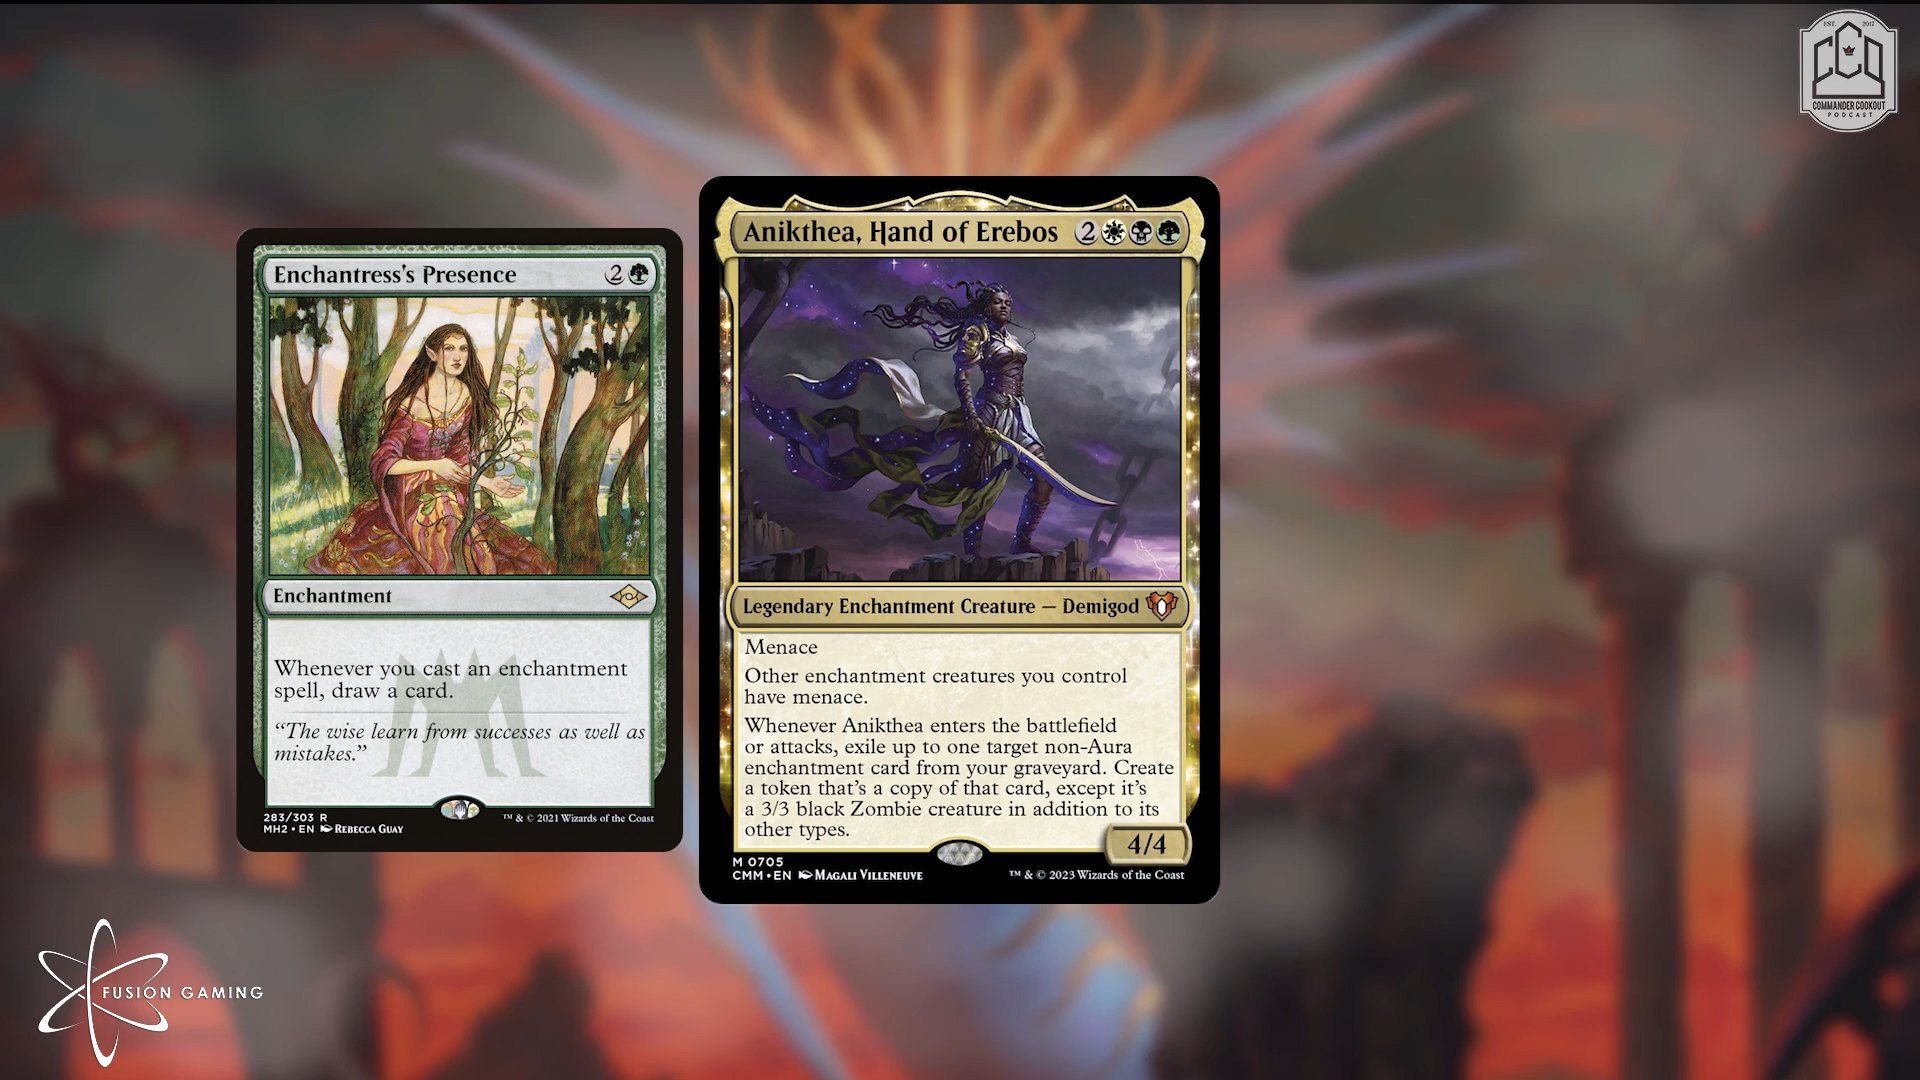 EST. 2017
CCO
COMMANDER COOKOUT
PODCAST
Enchantress's Presence 2
Enchantment
Whenever you cast an enchantment
spell, draw a card.
“The wise learn from successes as well as
mistakes.”
283/303 R
MH2 • EN Rebecca Guay
™ & © 2021 Wizards of the Coast
Anikthea, Hand of Erebos 2
Legendary Enchantment Creature — Demigod
Menace
Other enchantment creatures you control
have menace.
Whenever Anikthea enters the battlefield
or attacks, exile up to one target non-Aura
enchantment card from your graveyard. Create
a token that's a copy of that card, except it's
a 3/3 black Zombie creature in addition to its
other types.
4/4
M 0705
CMM • EN Magali Villeneuve
™ & © 2023 Wizards of the Coast
FUSION GAMING